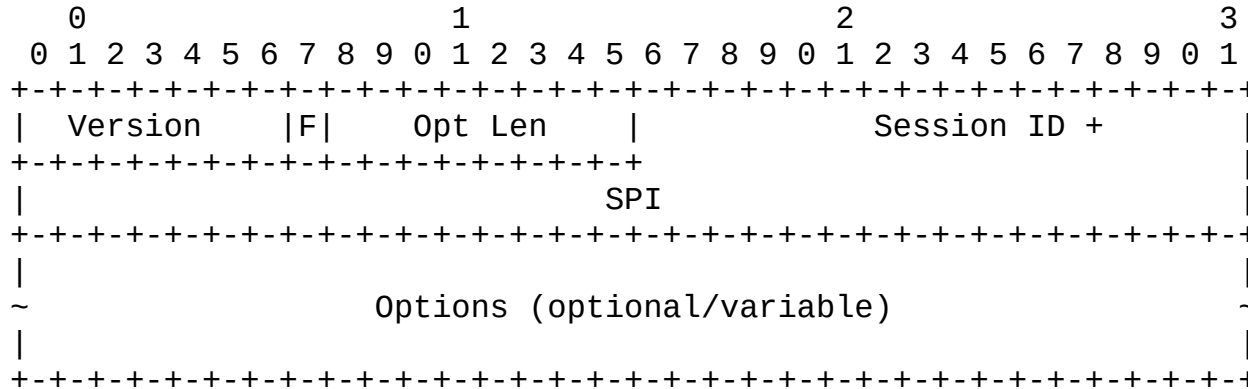 0 1 2 3
0 1 2 3 4 5 6 7 8 9 0 1 2 3 4 5 6 7 8 9 0 1 2 3 4 5 6 7 8 9 0 1
+-+-+-+-+-+-+-+-+-+-+-+-+-+-+-+-+-+-+-+-+-+-+-+-+-+-+-+-+-+-+-+-+
| Version |F| Opt Len | Session ID + |
+-+-+-+-+-+-+-+-+-+-+-+-+-+-+-+-+ |
| SPI |
+-+-+-+-+-+-+-+-+-+-+-+-+-+-+-+-+-+-+-+-+-+-+-+-+-+-+-+-+-+-+-+-+
| |
~ Options (optional/variable) ~
| |
+-+-+-+-+-+-+-+-+-+-+-+-+-+-+-+-+-+-+-+-+-+-+-+-+-+-+-+-+-+-+-+-+